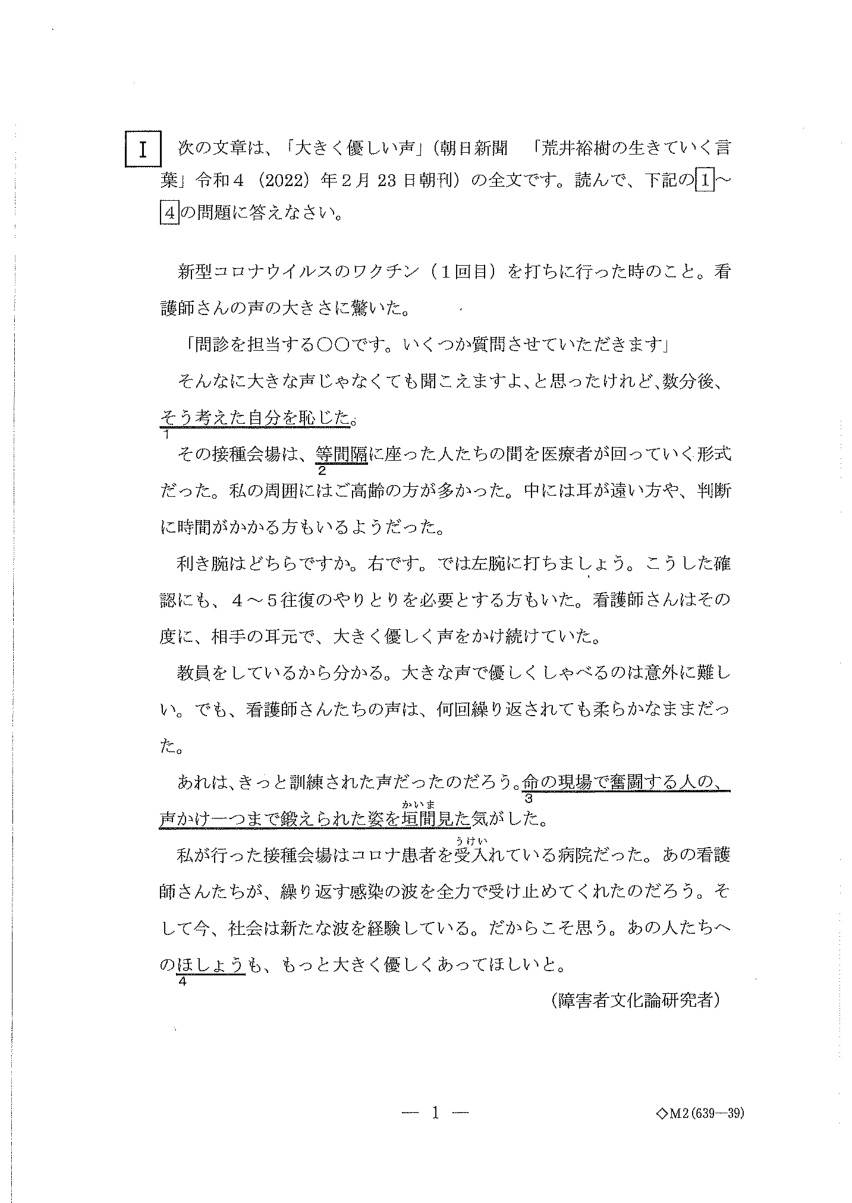 I 次の文章は、「大きく優しい声」(朝日新聞 「荒井裕樹の生きていく言
葉」令和4(2022)年2月23日朝刊)の全文です。読んで、下記の1〜
4の問題に答えなさい。
新型コロナウイルスのワクチン(1回目)を打ちに行った時のこと。看
護師さんの声の大きさに驚いた。
「問診を担当する〇〇です。いくつか質問させていただきます」
そんなに大きな声じゃなくても聞こえますよ、と思ったけれど、数分後、
そう考えた自分を恥じた。
1
その接種会場は、等間隔に座った人たちの間を医療者が回っていく形式
2
だった。私の周囲にはご高齢の方が多かった。中には耳が遠い方や、判断
に時間がかかる方もいるようだった。
利き腕はどちらですか。右です。では左腕に打ちましょう。こうした確
認にも、4〜5往復のやりとりを必要とする方もいた。看護師さんはその
度に、相手の耳元で、大きく優しく声をかけ続けていた。
教員をしているから分かる。大きな声で優しくしゃべるのは意外に難し
い。でも、看護師さんたちの声は、何回繰り返されても柔らかなままだっ
た。
あれは、きっと訓練された声だったのだろう。命の現場で奮闘する人の、
3
かいま
声かけ一つまで鍛えられた姿を垣間見た気がした。
うけい
私が行った接種会場はコロナ患者を受入れている病院だった。あの看護
師さんたちが、繰り返す感染の波を全力で受け止めてくれたのだろう。そ
して今、社会は新たな波を経験している。だからこそ思う。あの人たちへ
のほしょうも、もっと大きく優しくあってほしいと。
4
(障害者文化論研究者)
— 1 —
◇M2(639—39)